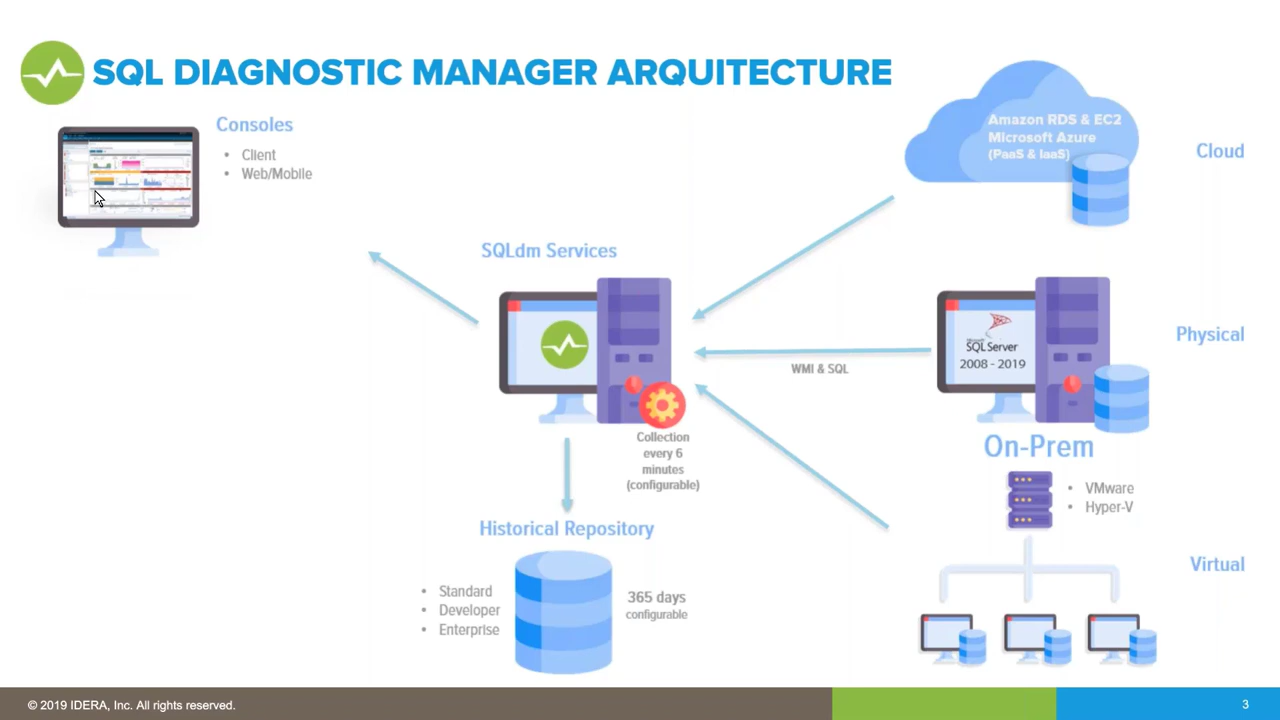 SQL DIAGNOSTIC MANAGER ARQUITECTURE
Consoles
• Client
• Web/Mobile
Amazon RDS & EC2
Microsoft Azure
(PaaS & IaaS)
Cloud
SQLdm Services
Collection
every 6
minutes
(configurable)
WMI & SQL
Microsoft
SQL Server
2008 - 2019
Physical
On-Prem
• VMware
• Hyper-V
Virtual
Historical Repository
• Standard
• Developer
• Enterprise
365 days
configurable
© 2019 IDERA, Inc. All rights reserved.
3